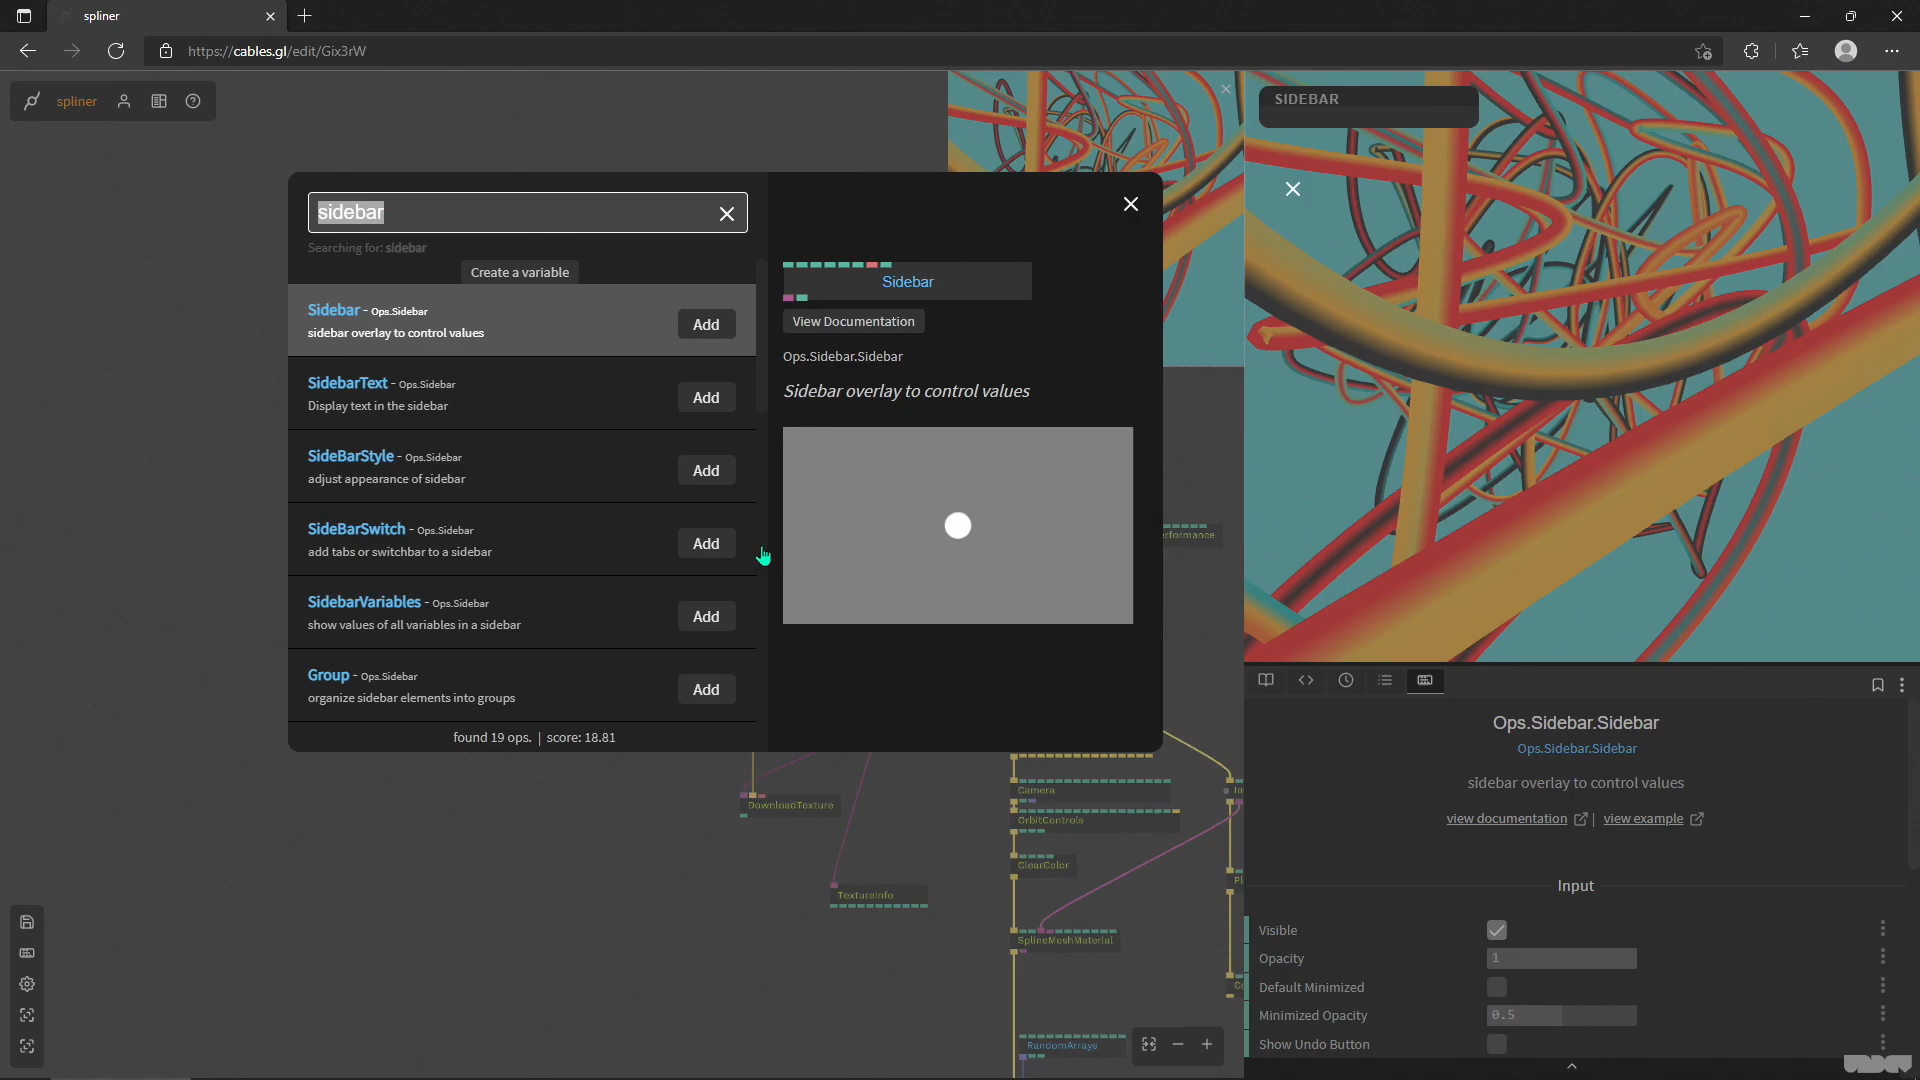 spliner
https://cables.gl/edit/Gix3rW
spliner
SIDEBAR
sidebar
Searching for: sidebar
Create a variable
Sidebar - Ops.Sidebar
sidebar overlay to control values
Add
SidebarText - Ops.Sidebar
Display text in the sidebar
Add
SideBarStyle - Ops.Sidebar
adjust appearance of sidebar
Add
SideBarSwitch - Ops.Sidebar
add tabs or switchbar to a sidebar
Add
SidebarVariables - Ops.Sidebar
show values of all variables in a sidebar
Add
Group - Ops.Sidebar
organize sidebar elements into groups
Add
found 19 ops. | score: 18.81
Sidebar
View Documentation
Ops.Sidebar.Sidebar
Sidebar overlay to control values
erformance
DownloadTexture
TextureInfo
Camera
OrbitControls
ClearColor
SplineMeshMaterial
RandomArrays
Ops.Sidebar.Sidebar
Ops.Sidebar.Sidebar
sidebar overlay to control values
view documentation | view example
Input
Visible
Opacity 1
Default Minimized
Minimized Opacity 0.5
Show Undo Button